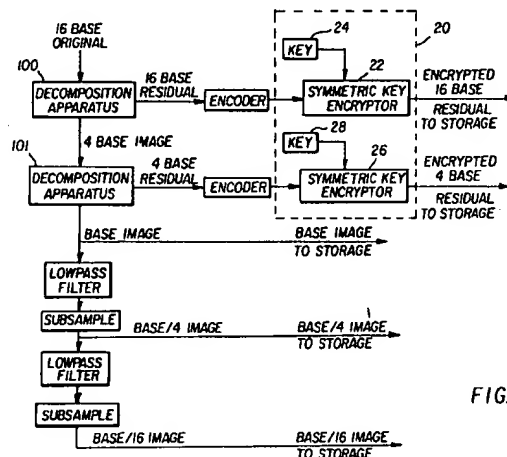 16 BASE
ORIGINAL
24
KEY
20
100
DECOMPOSITION
APPARATUS
16 BASE
RESIDUAL
ENCODER
22
SYMMETRIC KEY
ENCRYPTOR
ENCRYPTED
16 BASE
RESIDUAL
TO STORAGE
4 BASE IMAGE
28
KEY
101
DECOMPOSITION
APPARATUS
4 BASE
RESIDUAL
ENCODER
26
SYMMETRIC KEY
ENCRYPTOR
ENCRYPTED
4 BASE
RESIDUAL
TO STORAGE
BASE IMAGE
BASE IMAGE
TO STORAGE
LOWPASS
FILTER
SUBSAMPLE
BASE/4 IMAGE
BASE/4 IMAGE
TO STORAGE
LOWPASS
FILTER
SUBSAMPLE
BASE/16 IMAGE
BASE/16 IMAGE
TO STORAGE
FIG.